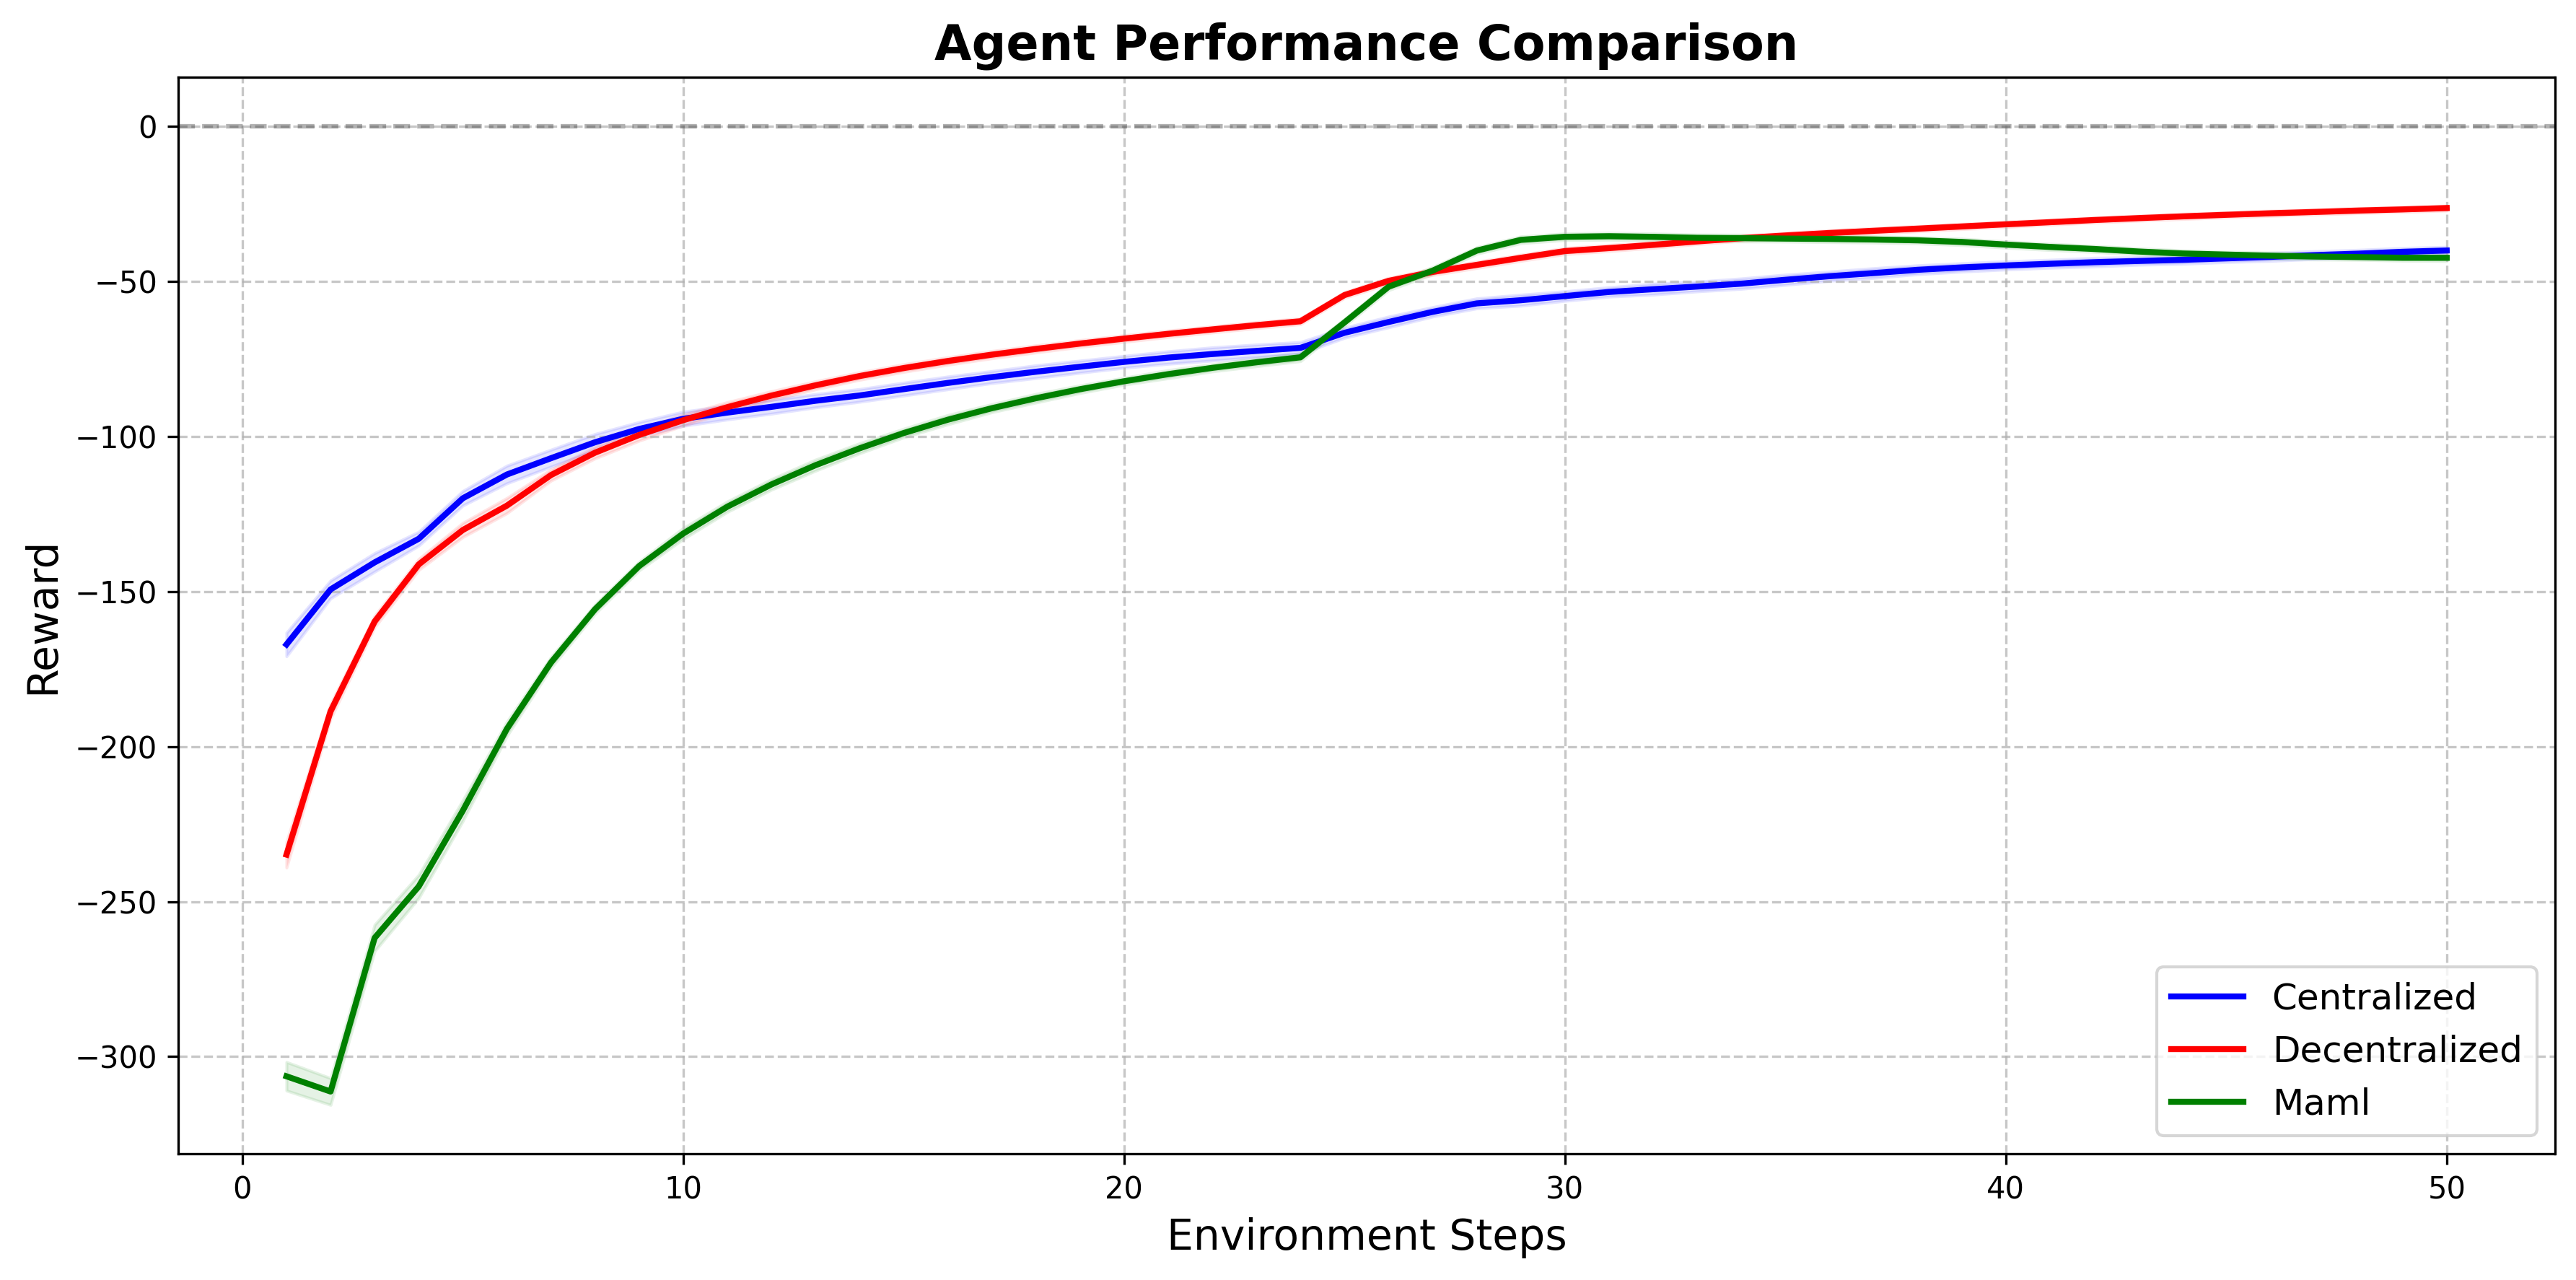 Agent Performance Comparison
Reward
0
−50
−100
−150
−200
−250
−300
0
10
20
30
40
50
Environment Steps
Centralized
Decentralized
Maml